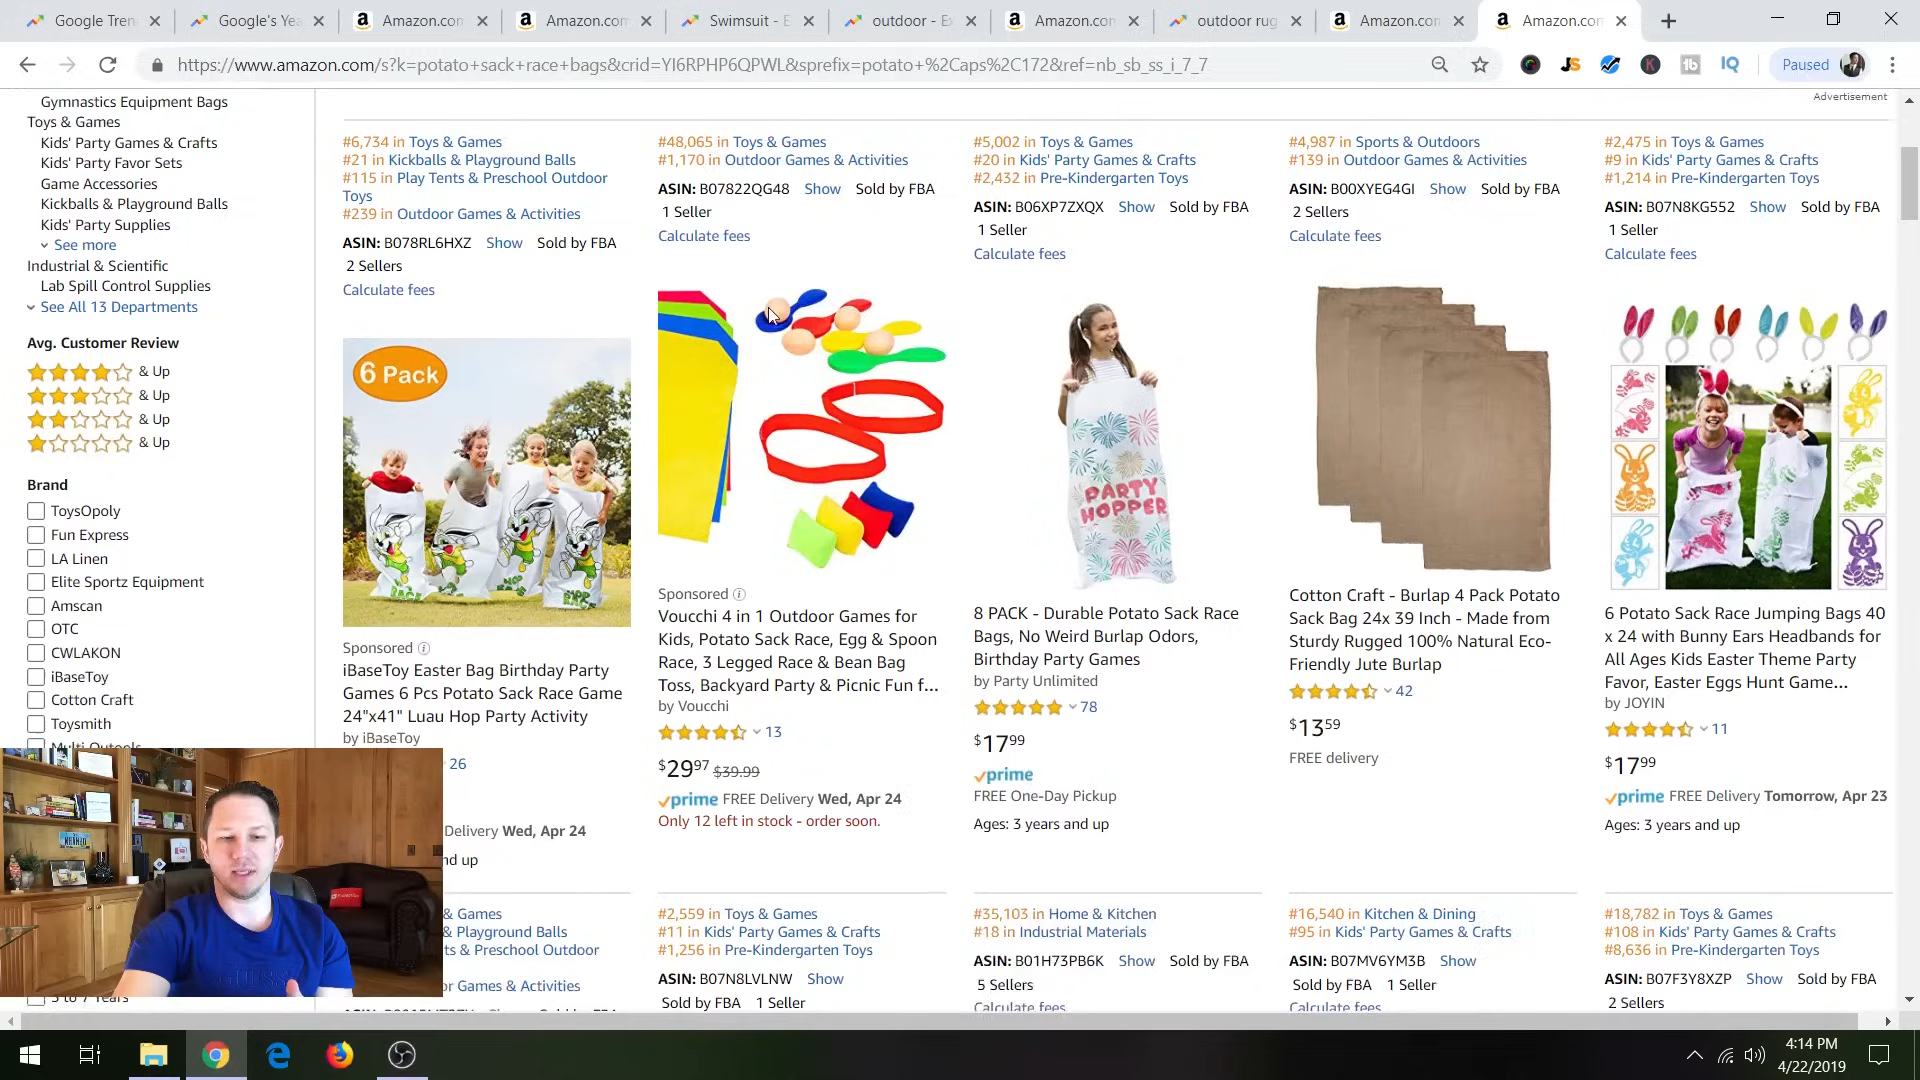 Google Tren
Google's Yea
Amazon.com
Amazon.com
Swimsuit - E
outdoor - Ex
Amazon.com
outdoor rug
Amazon.com
Amazon.com
https://www.amazon.com/s?k=potato+sack+race+bags&crid=YI6RPHP6QPWL&sprefix=potato+%2Caps%2C172&ref=nb_sb_ss_i_7_7
JS
K
tb
IQ
Paused
Advertisement
Gymnastics Equipment Bags
Toys & Games
Kids' Party Games & Crafts
Kids' Party Favor Sets
Game Accessories
Kickballs & Playground Balls
Kids' Party Supplies
See more
Industrial & Scientific
Lab Spill Control Supplies
See All 13 Departments
Avg. Customer Review
& Up
& Up
& Up
& Up
Brand
ToysOpoly
Fun Express
LA Linen
Elite Sportz Equipment
Amscan
OTC
CWLAKON
iBaseToy
Cotton Craft
Toysmith
Multi Outools
5 to 7 Years
#6,734 in Toys & Games
#21 in Kickballs & Playground Balls
#115 in Play Tents & Preschool Outdoor
Toys
#239 in Outdoor Games & Activities
ASIN: B078RL6HXZ Show Sold by FBA
2 Sellers
Calculate fees
6 Pack
Sponsored
iBaseToy Easter Bag Birthday Party
Games 6 Pcs Potato Sack Race Game
24"x41" Luau Hop Party Activity
by iBaseToy
26
Delivery Wed, Apr 24
nd up
#48,065 in Toys & Games
#1,170 in Outdoor Games & Activities
ASIN: B07822QG48 Show Sold by FBA
1 Seller
Calculate fees
Sponsored
Voucchi 4 in 1 Outdoor Games for
Kids, Potato Sack Race, Egg & Spoon
Race, 3 Legged Race & Bean Bag
Toss, Backyard Party & Picnic Fun f...
by Voucchi
13
$29 97 $39.99
prime FREE Delivery Wed, Apr 24
Only 12 left in stock - order soon.
#5,002 in Toys & Games
#20 in Kids' Party Games & Crafts
#2,432 in Pre-Kindergarten Toys
ASIN: B06XP7ZXQX Show Sold by FBA
1 Seller
Calculate fees
PARTY
HOPPER
8 PACK - Durable Potato Sack Race
Bags, No Weird Burlap Odors,
Birthday Party Games
by Party Unlimited
78
$17 99
prime
FREE One-Day Pickup
Ages: 3 years and up
#4,987 in Sports & Outdoors
#139 in Outdoor Games & Activities
ASIN: B00XYEG4GI Show Sold by FBA
2 Sellers
Calculate fees
Cotton Craft - Burlap 4 Pack Potato
Sack Bag 24x 39 Inch - Made from
Sturdy Rugged 100% Natural Eco-
Friendly Jute Burlap
42
$13 59
FREE delivery
#2,475 in Toys & Games
#9 in Kids' Party Games & Crafts
#1,214 in Pre-Kindergarten Toys
ASIN: B07N8KG552 Show Sold by FBA
1 Seller
Calculate fees
6 Potato Sack Race Jumping Bags 40
x 24 with Bunny Ears Headbands for
All Ages Kids Easter Theme Party
Favor, Easter Eggs Hunt Game...
by JOYIN
11
$17 99
prime FREE Delivery Tomorrow, Apr 23
Ages: 3 years and up
& Games
& Playground Balls
ts & Preschool Outdoor
or Games & Activities
#2,559 in Toys & Games
#11 in Kids' Party Games & Crafts
#1,256 in Pre-Kindergarten Toys
ASIN: B07N8LVLNW Show
Sold by FBA 1 Seller
#35,103 in Home & Kitchen
#18 in Industrial Materials
ASIN: B01H73PB6K Show Sold by FBA
5 Sellers
Calculate fees
#16,540 in Kitchen & Dining
#95 in Kids' Party Games & Crafts
ASIN: B07MV6YM3B Show
Sold by FBA 1 Seller
Calculate fees
#18,782 in Toys & Games
#108 in Kids' Party Games & Crafts
#8,636 in Pre-Kindergarten Toys
ASIN: B07F3Y8XZP Show Sold by FBA
2 Sellers
4:14 PM
4/22/2019